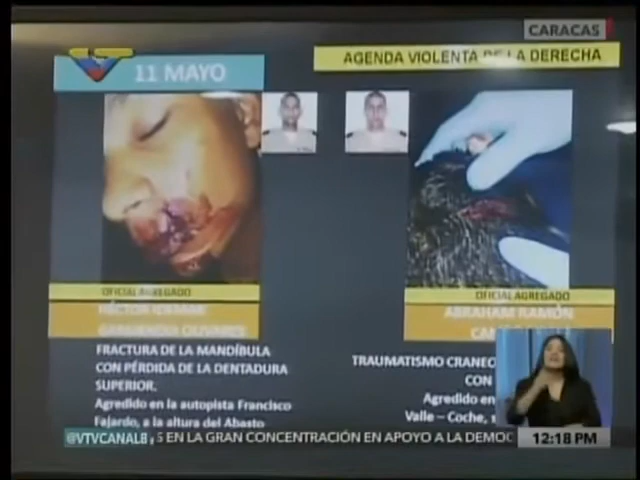 CARACAS
11 MAYO
AGENDA VIOLENTA DE LA DERECHA
OFICIAL AGREGADO
FRACTURA DE LA MANDÍBULA
CON PÉRDIDA DE LA DENTADURA
SUPERIOR.
Agredido en la autopista Francisco
Fajardo, a la altura del Abasto
OFICIAL AGREGADO
ABRAHAM RAMÓN
TRAUMATISMO
CON
Agredido en
Valle - Coche,
@VTVCANAL8 S EN LA GRAN CONCENTRACIÓN EN APOYO A LA DEMOC
12:18 PM